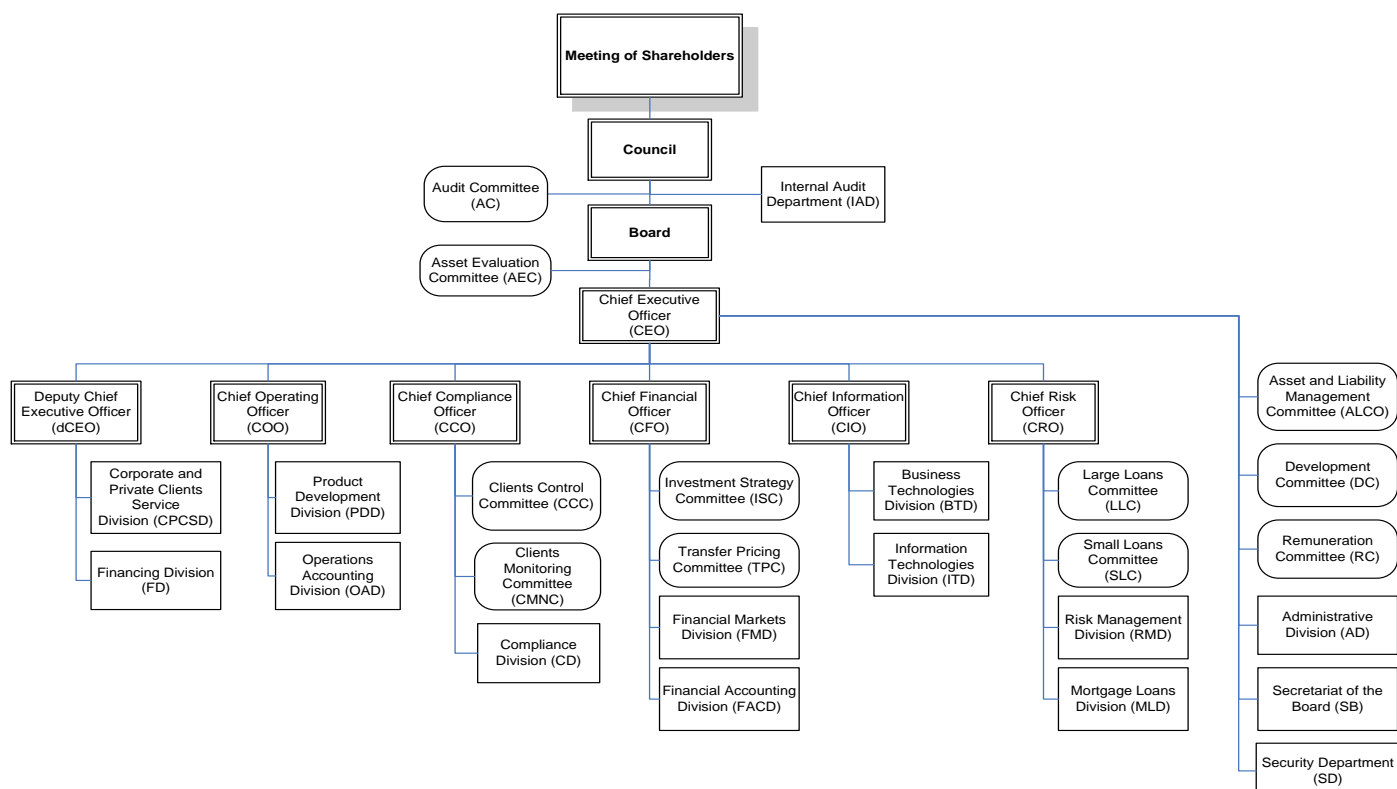 Meeting of Shareholders
Council
Audit Committee
(AC)
Internal Audit
Department (IAD)
Board
Asset Evaluation
Committee (AEC)
Chief Executive
Officer
(CEO)
Deputy Chief
Executive Officer
(dCEO)
Chief Operating
Officer
(COO)
Chief Compliance
Officer
(CCO)
Chief Financial
Officer
(CFO)
Chief Information
Officer
(CIO)
Chief Risk
Officer
(CRO)
Asset and Liability
Management
Committee (ALCO)
Corporate and
Private Clients
Service
Division (CPCSD)
Financing Division
(FD)
Product
Development
Division (PDD)
Operations
Accounting
Division (OAD)
Clients Control
Committee (CCC)
Clients
Monitoring
Committee
(CMNC)
Compliance
Division (CD)
Investment Strategy
Committee (ISC)
Transfer Pricing
Committee (TPC)
Financial Markets
Division (FMD)
Financial Accounting
Division (FACD)
Business
Technologies
Division (BTD)
Information
Technologies
Division (ITD)
Large Loans
Committee
(LLC)
Small Loans
Committee
(SLC)
Risk Management
Division (RMD)
Mortgage Loans
Division (MLD)
Development
Committee (DC)
Remuneration
Committee (RC)
Administrative
Division (AD)
Secretariat of the
Board (SB)
Security Department
(SD)